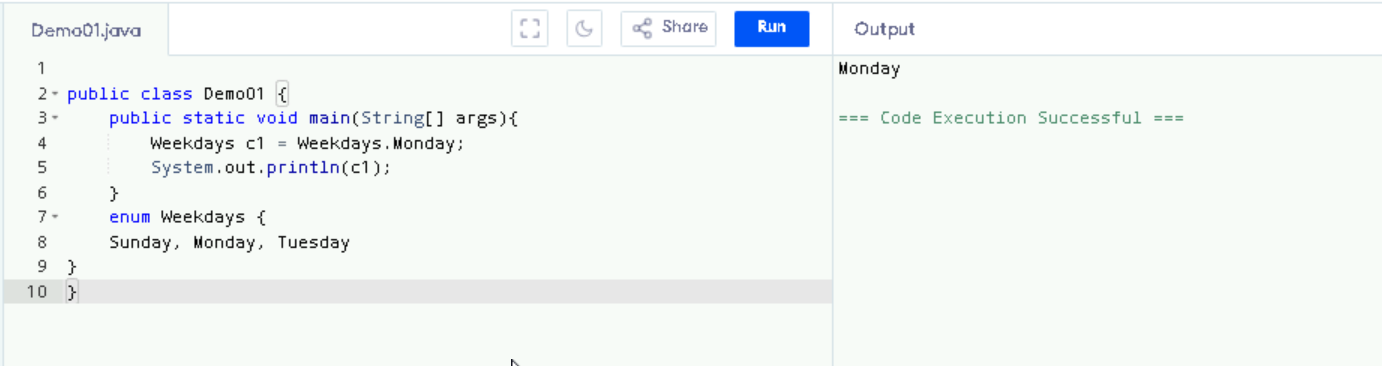 Demo01.java Share Run Output
1
2 public class Demo01 {
3 public static void main(String[] args){
4 Weekdays c1 = Weekdays.Monday;
5 System.out.println(c1);
6 }
7 enum Weekdays {
8 Sunday, Monday, Tuesday
9 }
10 }
Monday
=== Code Execution Successful ===